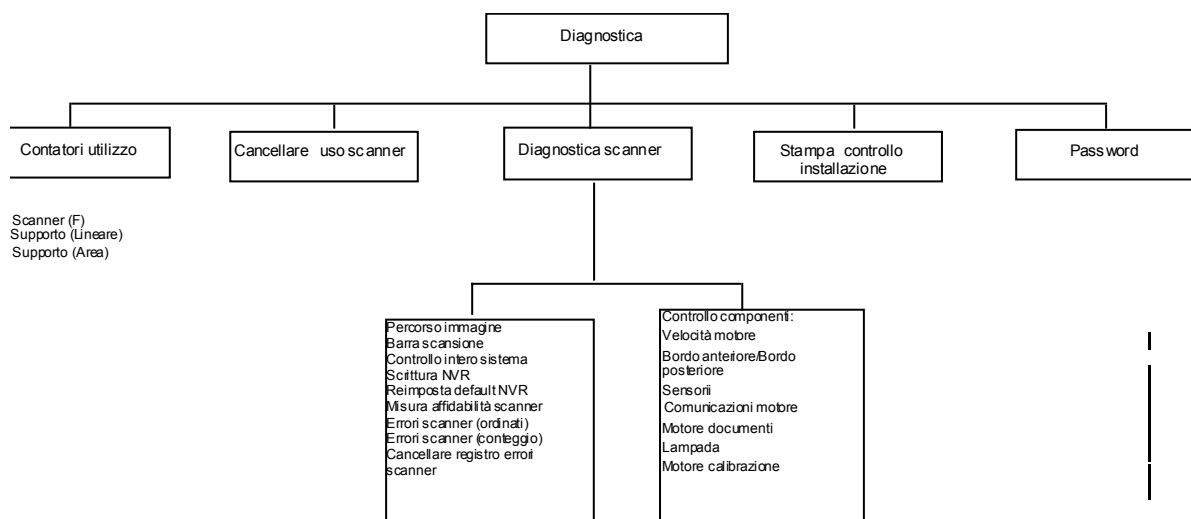 Diagnostica
Contatori utilizzo
Cancellare uso scanner
Diagnostica scanner
Stampa controllo
installazione
Password
Scanner (F)
Supporto (Lineare)
Supporto (Area)
Percorso immagine
Barra scansione
Controllo intero sistema
Scrittura NVR
Reimposta default NVR
Misura affidabilità scanner
Errori scanner (ordinati)
Errori scanner (conteggio)
Cancellare registro errori
scanner
Controllo componenti:
Velocità motore
Bordo anteriore/Bordo
posteriore
Sensorii
Comunicazioni motore
Motore documenti
Lampada
Motore calibrazione